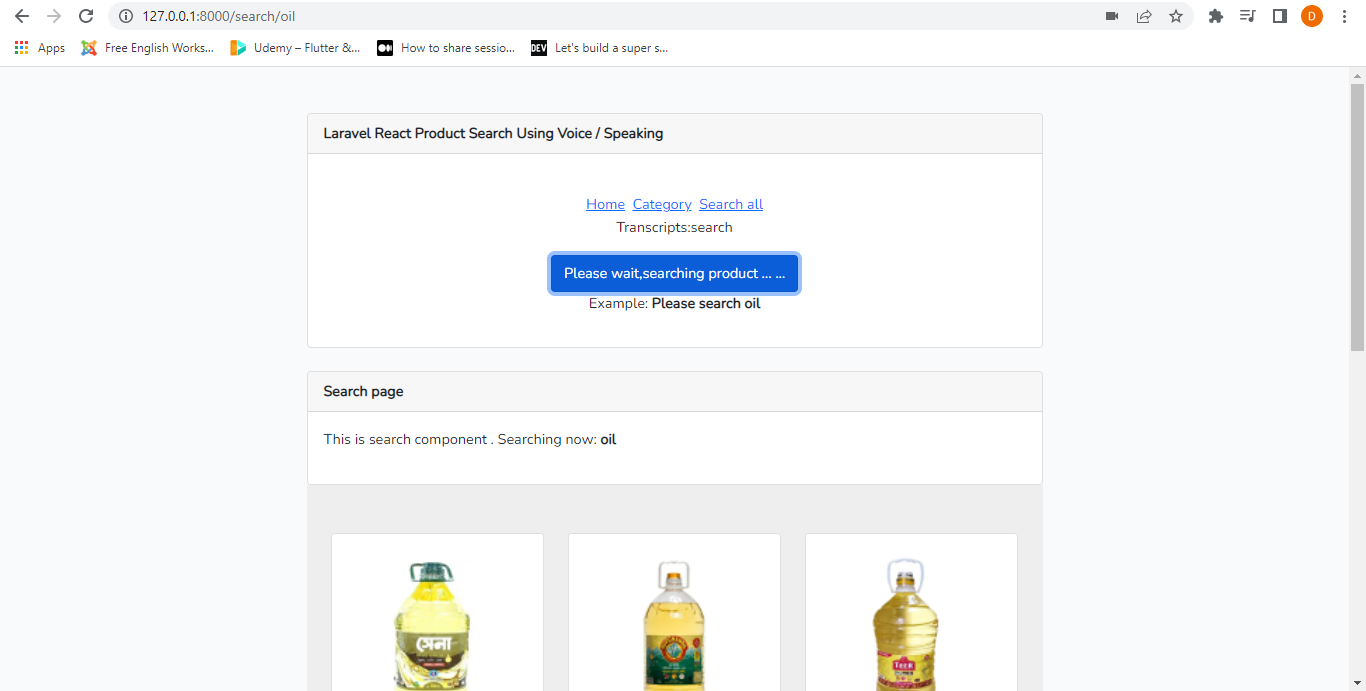 127.0.0.1:8000/search/oil
D
Apps Free English Works... Udemy – Flutter &... How to share sessio... DEV Let's build a super s...
Laravel React Product Search Using Voice / Speaking
Home Category Search all
Transcripts:search
Please wait,searching product ... ...
Example: Please search oil
Search page
This is search component . Searching now: oil
সেনা
TEER